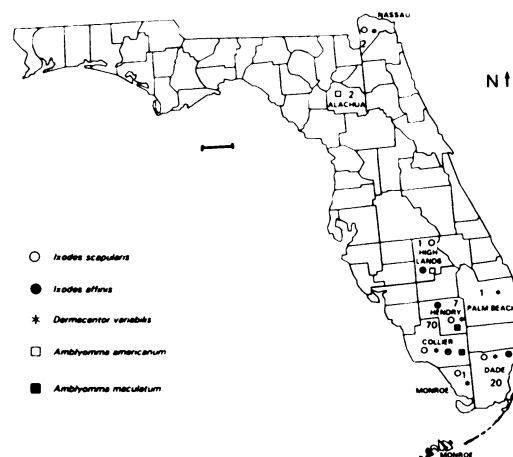 NASSAU
2
N
2
ALACHUA
1
HIGH
LANDS
7
HENDRY
1
PALM BEACH
70
COLLIER
1
MONROE
DADE
20
MONROE
Ixodes scapularis
Ixodes affinis
Dermacentor variabilis
Amblyomma americanum
Amblyomma maculatum